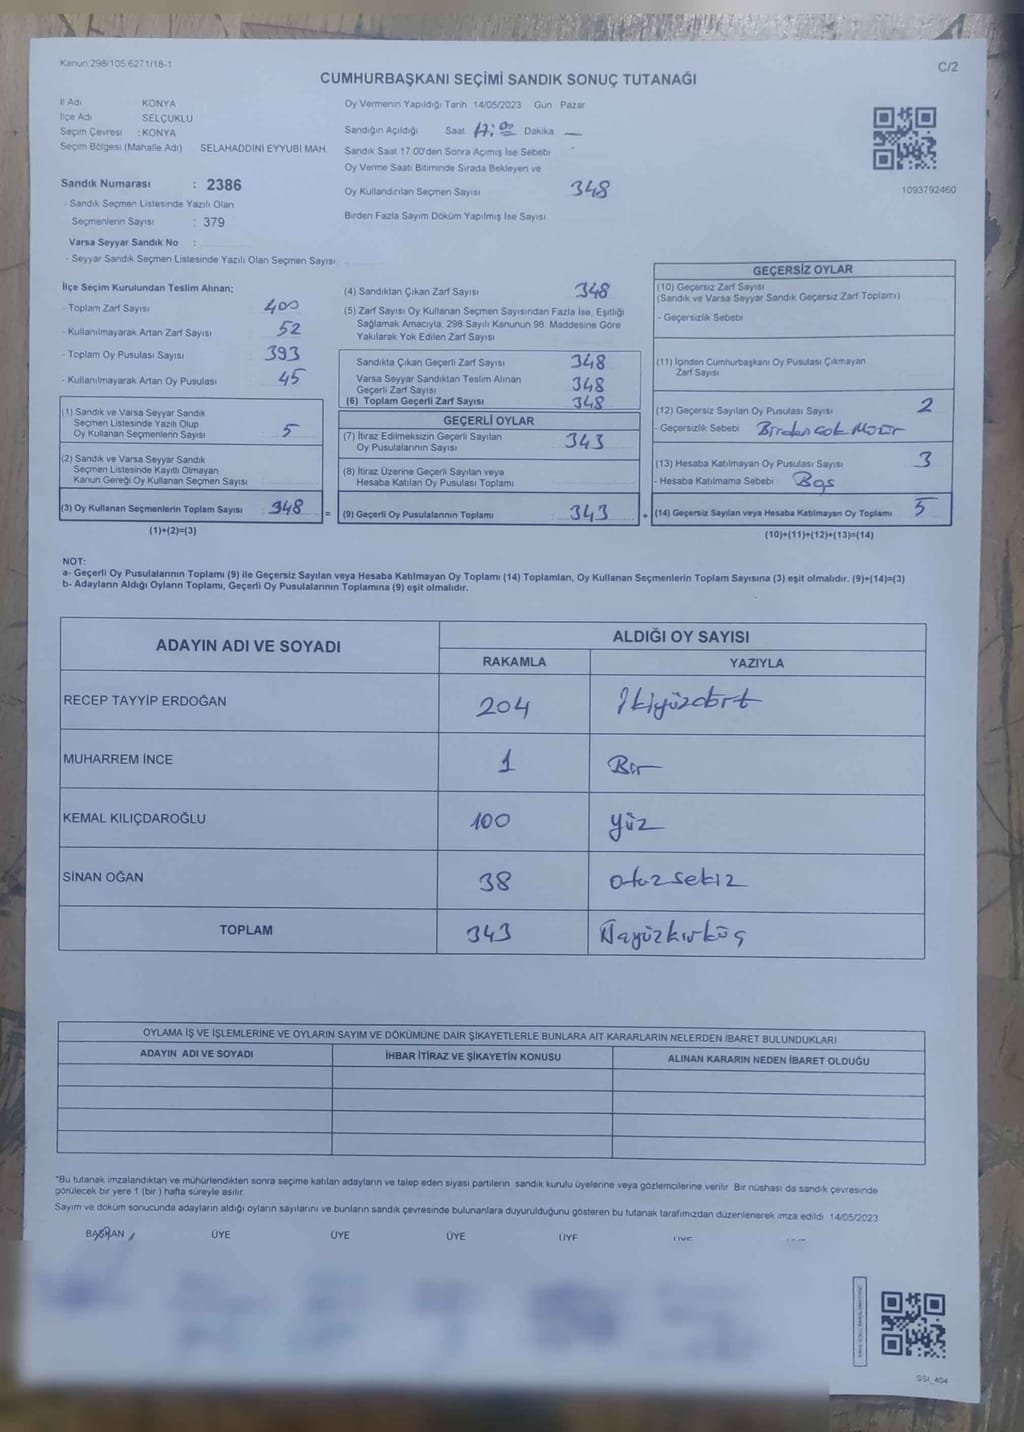 Kanun:298/105.6271/18-1
C/2
CUMHURBAŞKANI SEÇİMİ SANDIK SONUÇ TUTANAĞI
İl Adı KONYA
İlçe Adı SELÇUKLU
Seçim Çevresi : KONYA
Seçim Bölgesi (Mahalle Adı) SELAHADDİNİ EYYUBİ MAH.
Sandık Numarası : 2386
- Sandık Seçmen Listesinde Yazılı Olan
Seçmenlerin Sayısı : 379
Varsa Seyyar Sandık No :
- Seyyar Sandık Seçmen Listesinde Yazılı Olan Seçmen Sayısı
Oy Vermenin Yapıldığı Tarih 14/05/2023 Gün Pazar
Sandığın Açıldığı Saat 17:00 Dakika —
Sandık Saat 17:00'den Sonra Açımış İse Sebebi
Oy Verme Saati Bitiminde Sırada Bekleyen ve
Oy Kullandırılan Seçmen Sayısı 348
Birden Fazla Sayım Döküm Yapılmış İse Sayısı
1093792460
İlçe Seçim Kurulundan Teslim Alınan;
- Toplam Zarf Sayısı 400
- Kullanılmayarak Artan Zarf Sayısı 52
- Toplam Oy Pusulası Sayısı 393
- Kullanılmayarak Artan Oy Pusulası 45
(1) Sandık ve Varsa Seyyar Sandık
Seçmen Listesinde Yazılı Olup
Oy Kullanan Seçmenlerin Sayısı 5
(2) Sandık ve Varsa Seyyar Sandık
Seçmen Listesinde Kayıtlı Olmayan
Kanun Gereği Oy Kullanan Seçmen Sayısı
(3) Oy Kullanan Seçmenlerin Toplam Sayısı 348
(1)+(2)=(3)
(4) Sandıktan Çıkan Zarf Sayısı 348
(5) Zarf Sayısı Oy Kullanan Seçmen Sayısından Fazla İse, Eşitliği
Sağlamak Amacıyla, 298 Sayılı Kanunun 98. Maddesine Göre
Yakılarak Yok Edilen Zarf Sayısı
Sandıkta Çıkan Geçerli Zarf Sayısı 348
Varsa Seyyar Sandıktan Teslim Alınan
Geçerli Zarf Sayısı 348
(6) Toplam Geçerli Zarf Sayısı 348
GEÇERLİ OYLAR
(7) İtiraz Edilmeksizin Geçerli Sayılan
Oy Pusulalarının Sayısı 343
(8) İtiraz Üzerine Geçerli Sayılan veya
Hesaba Katılan Oy Pusulası Toplamı
= (9) Geçerli Oy Pusulalarının Toplamı 343
GEÇERSİZ OYLAR
(10) Geçersiz Zarf Sayısı
(Sandık ve Varsa Seyyar Sandık Geçersiz Zarf Toplamı)
- Geçersizlik Sebebi
(11) İçinden Cumhurbaşkanı Oy Pusulası Çıkmayan
Zarf Sayısı
(12) Geçersiz Sayılan Oy Pusulası Sayısı 2
- Geçersizlik Sebebi Birden çok Mühür
(13) Hesaba Katılmayan Oy Pusulası Sayısı 3
- Hesaba Katılmama Sebebi Boş
+ (14) Geçersiz Sayılan veya Hesaba Katılmayan Oy Toplamı 5
(10)+(11)+(12)+(13)=(14)
NOT:
a- Geçerli Oy Pusulalarının Toplamı (9) ile Geçersiz Sayılan veya Hesaba Katılmayan Oy Toplamı (14) Toplamları, Oy Kullanan Seçmenlerin Toplam Sayısına (3) eşit olmalıdır. (9)+(14)=(3)
b- Adayların Aldığı Oyların Toplamı, Geçerli Oy Pusulalarının Toplamına (9) eşit olmalıdır.
ADAYIN ADI VE SOYADI
ALDIĞI OY SAYISI
RAKAMLA YAZIYLA
RECEP TAYYİP ERDOĞAN 204 İkiyüzdört
MUHARREM İNCE 1 Bir
KEMAL KILIÇDAROĞLU 100 yüz
SİNAN OĞAN 38 otuzsekiz
TOPLAM 343 Üçyüzkırküç
OYLAMA İŞ VE İŞLEMLERİNE VE OYLARIN SAYIM VE DÖKÜMÜNE DAİR ŞİKAYETLERLE BUNLARA AİT KARARLARIN NELERDEN İBARET BULUNDUKLARI
ADAYIN ADI VE SOYADI İHBAR İTİRAZ VE ŞİKAYETİN KONUSU ALINAN KARARIN NEDEN İBARET OLDUĞU
*Bu tutanak imzalandıktan ve mühürlendikten sonra seçime katılan adayların ve talep eden siyasi partilerin sandık kurulu üyelerine veya gözlemcilerine verilir. Bir nüshası da sandık çevresinde
görülecek bir yere 1 (bir ) hafta süreyle asılır.
Sayım ve döküm sonucunda adayların aldığı oyların sayılarını ve bunların sandık çevresinde bulunanlara duyurulduğunu gösteren bu tutanak tarafımızdan düzenlenerek imza edildi. 14/05/2023
BAŞKAN ÜYE ÜYE ÜYE ÜYE
SSI_404